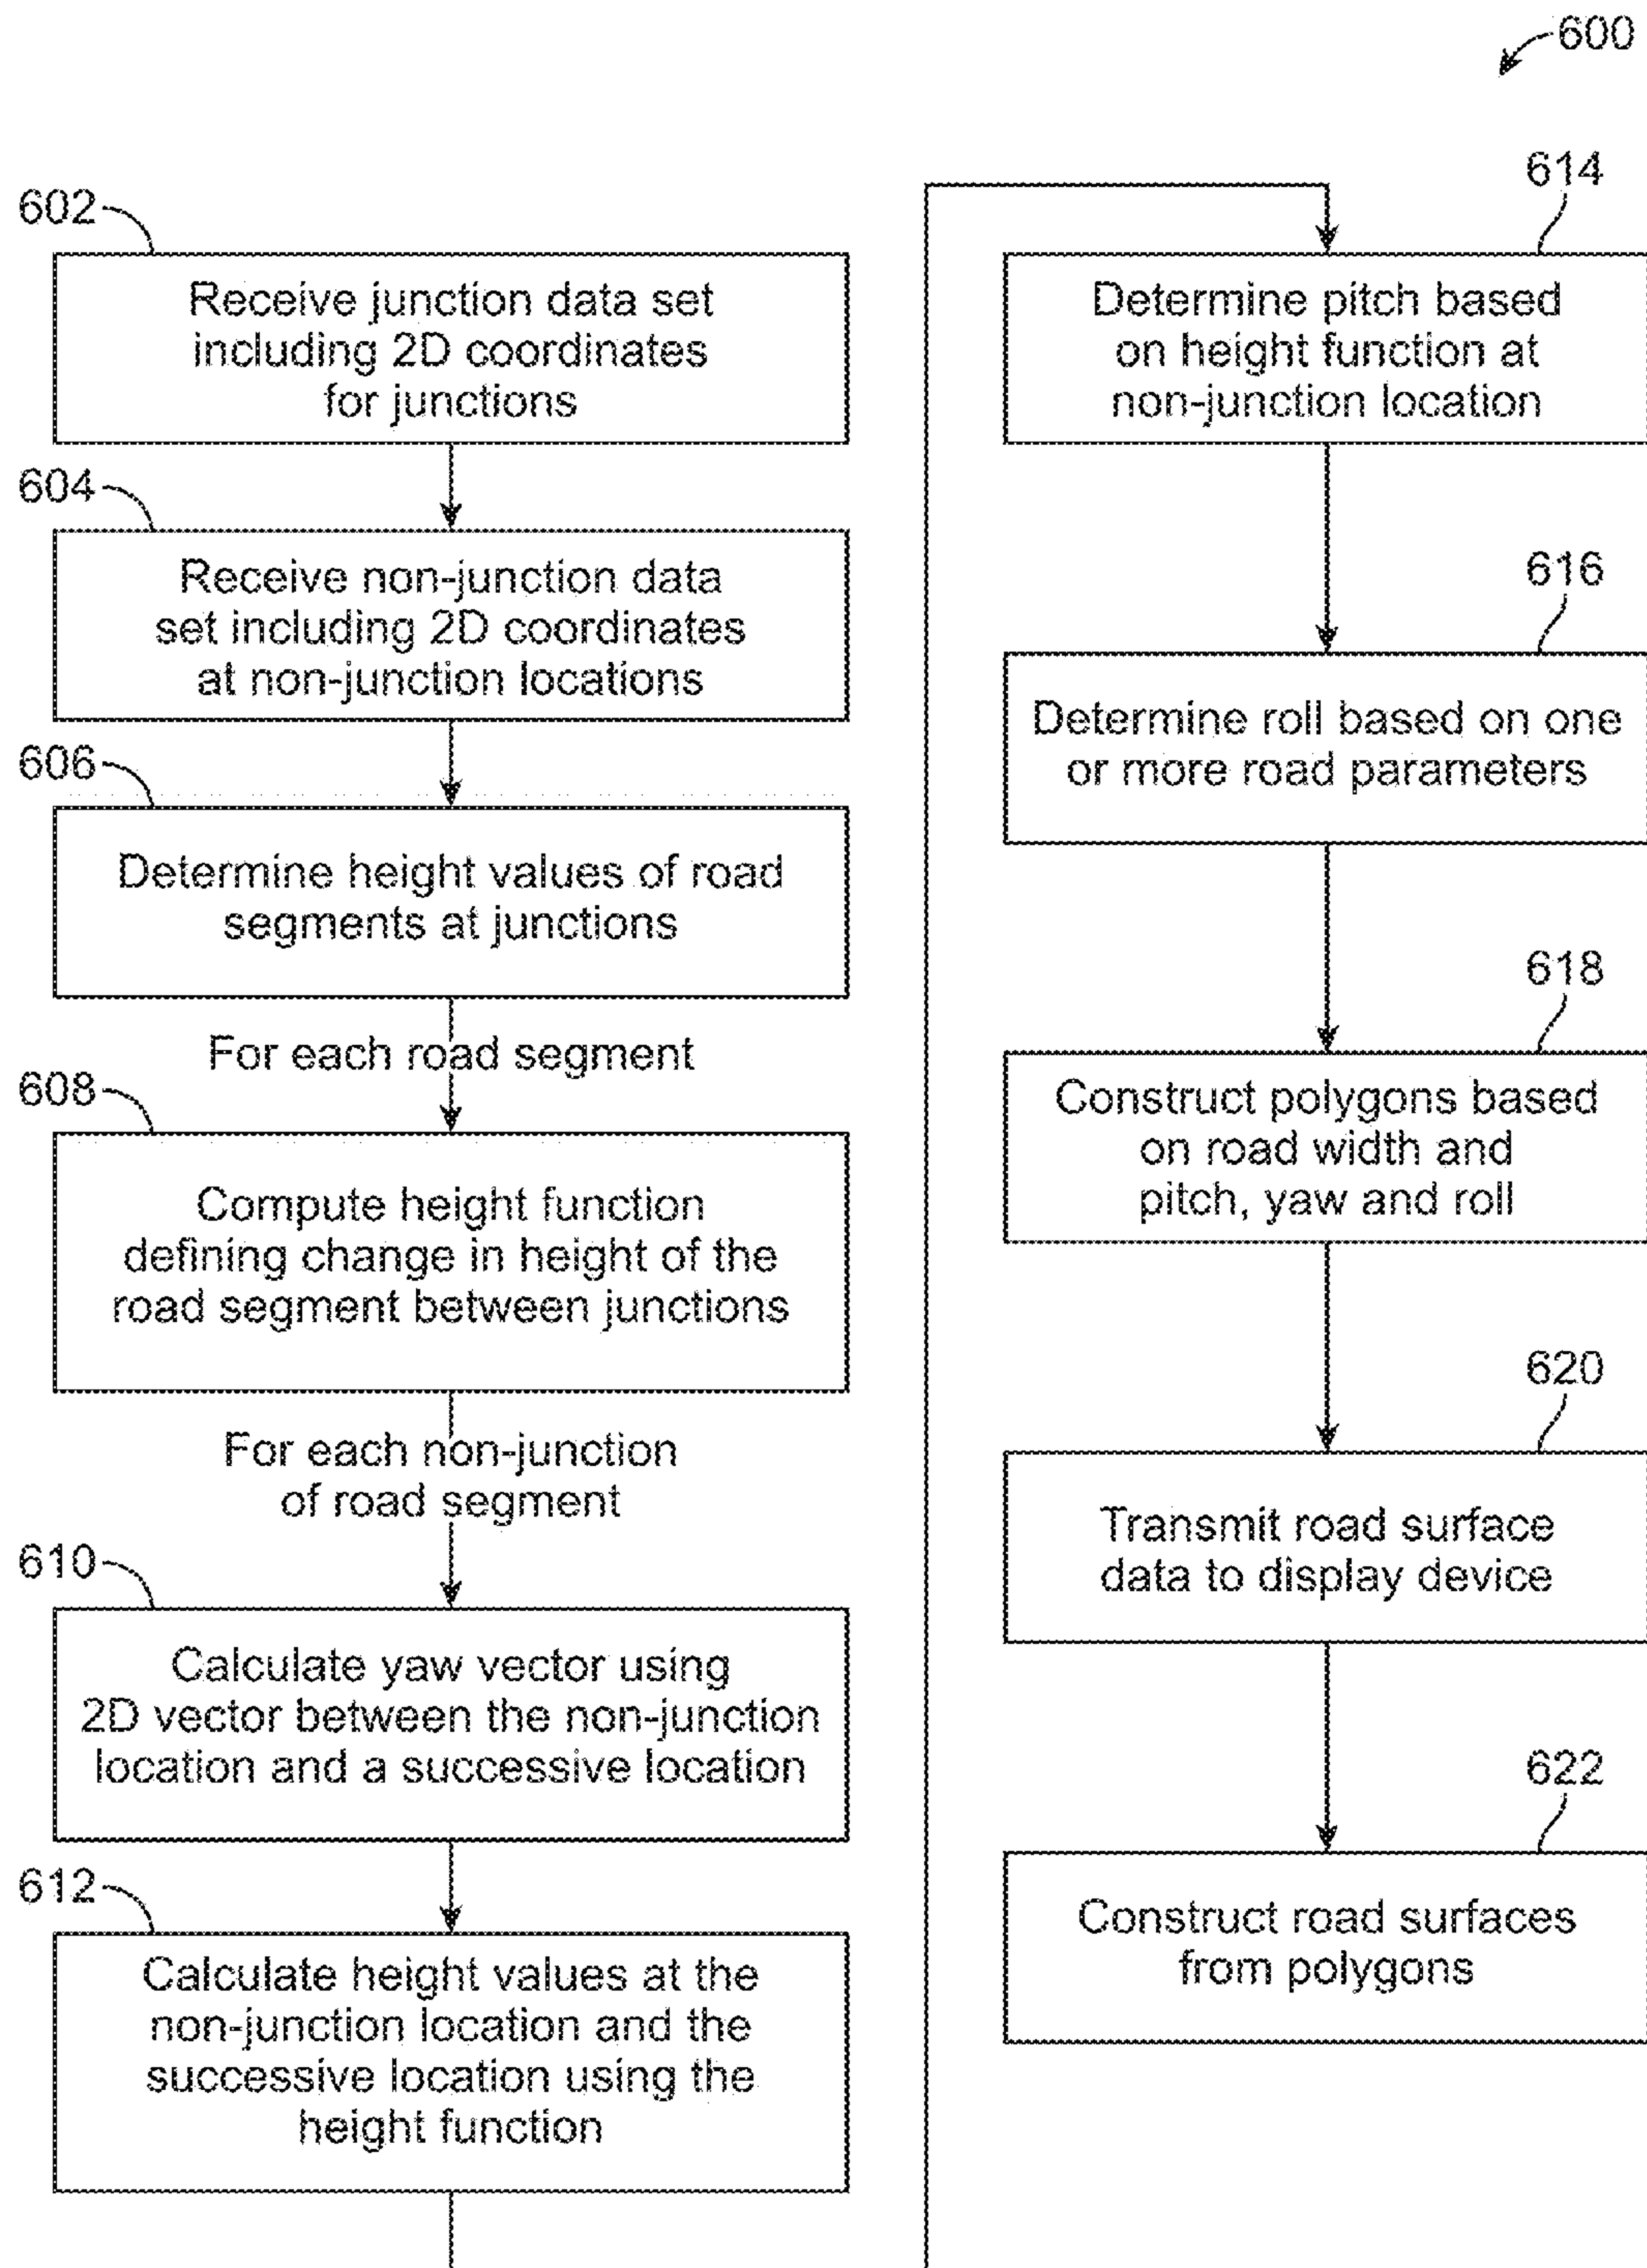 600
602
Receive junction data set
including 2D coordinates
for junctions
604
Receive non-junction data
set including 2D coordinates
at non-junction locations
606
Determine height values of road
segments at junctions
For each road segment
608
Compute height function
defining change in height of the
road segment between junctions
For each non-junction
of road segment
610
Calculate yaw vector using
2D vector between the non-junction
location and a successive location
612
Calculate height values at the
non-junction location and the
successive location using the
height function
614
Determine pitch based
on height function at
non-junction location
616
Determine roll based on one
or more road parameters
618
Construct polygons based
on road width and
pitch, yaw and roll
620
Transmit road surface
data to display device
622
Construct road surfaces
from polygons